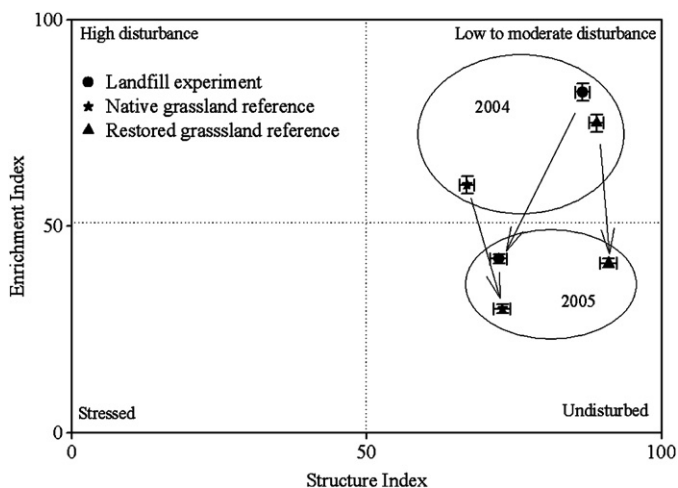 100
High disturbance
Low to moderate disturbance
Landfill experiment
Native grassland reference
Restored grasssland reference
2004
Enrichment Index
50
2005
Stressed
Undisturbed
0
0
50
100
Structure Index